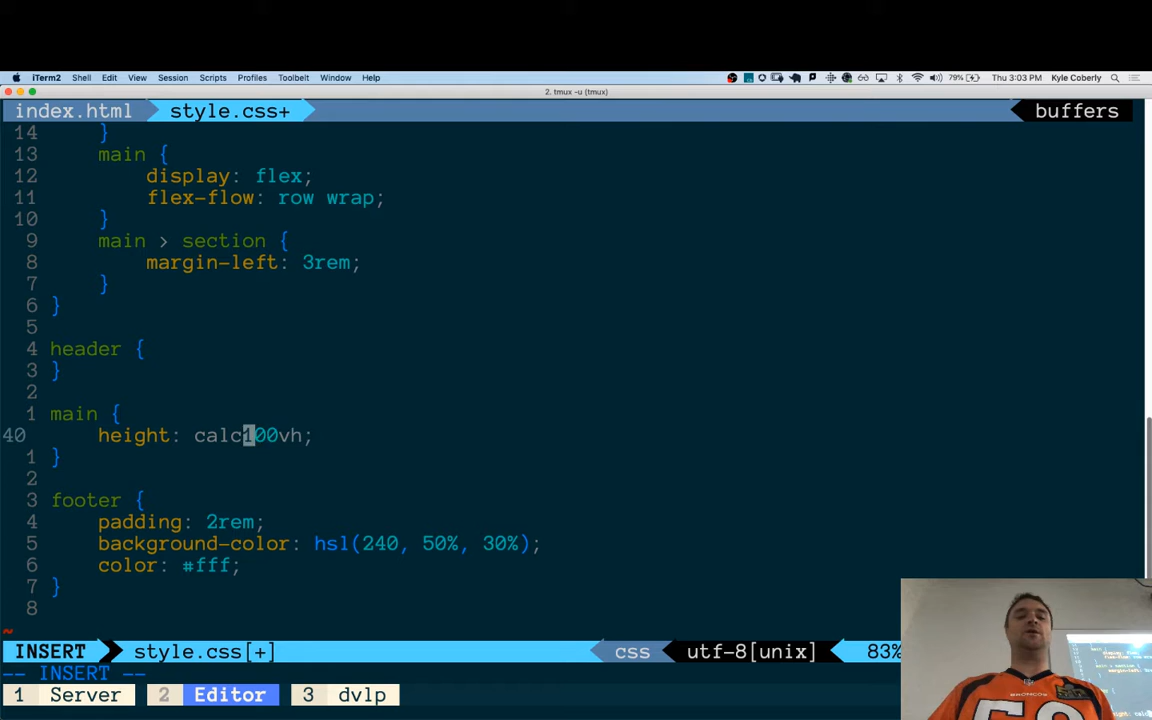 iTerm2 Shell Edit View Session Scripts Profiles Toolbelt Window Help 79% Thu 3:03 PM Kyle Coberly
2. tmux -u (tmux)
index.html style.css+ buffers
14 }
13 main {
12 display: flex;
11 flex-flow: row wrap;
10 }
9 main > section {
8 margin-left: 3rem;
7 }
6 }
5
4 header {
3 }
2
1 main {
40 height: calc100vh;
1 }
2
3 footer {
4 padding: 2rem;
5 background-color: hsl(240, 50%, 30%);
6 color: #fff;
7 }
8
~
INSERT style.css[+] css utf-8[unix] 83%
-- INSERT --
1 Server 2 Editor 3 dvlp
BRONCOS